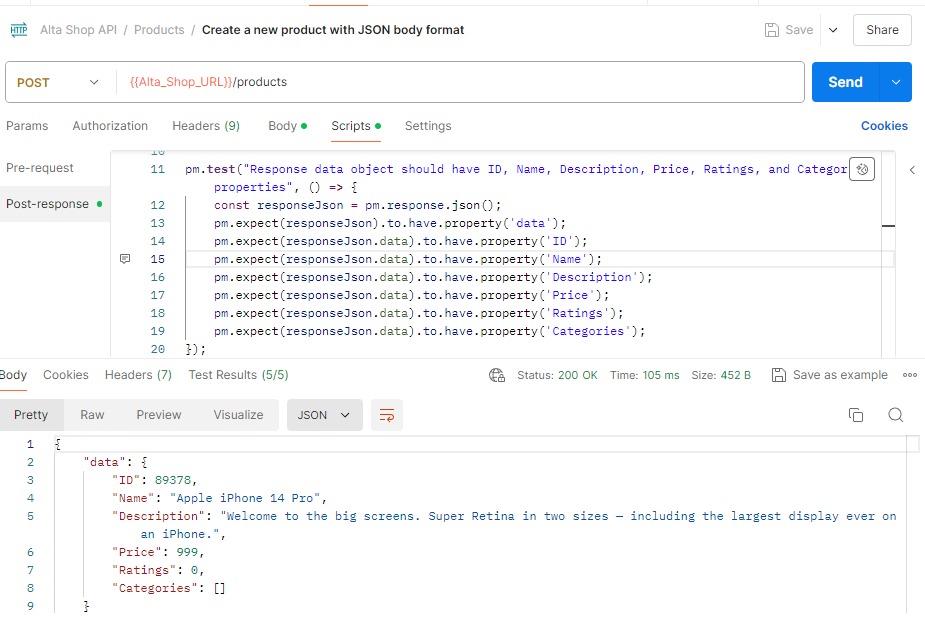 HTTP Alta Shop API / Products / Create a new product with JSON body format Save Share
POST {{Alta_Shop_URL}}/products Send
Params Authorization Headers (9) Body Scripts Settings Cookies
Pre-request
Post-response
10
11 pm.test("Response data object should have ID, Name, Description, Price, Ratings, and Categor
properties", () => {
12 const responseJson = pm.response.json();
13 pm.expect(responseJson).to.have.property('data');
14 pm.expect(responseJson.data).to.have.property('ID');
15 pm.expect(responseJson.data).to.have.property('Name');
16 pm.expect(responseJson.data).to.have.property('Description');
17 pm.expect(responseJson.data).to.have.property('Price');
18 pm.expect(responseJson.data).to.have.property('Ratings');
19 pm.expect(responseJson.data).to.have.property('Categories');
20 });
Body Cookies Headers (7) Test Results (5/5) Status: 200 OK Time: 105 ms Size: 452 B Save as example
Pretty Raw Preview Visualize JSON
1 {
2 "data": {
3 "ID": 89378,
4 "Name": "Apple iPhone 14 Pro",
5 "Description": "Welcome to the big screens. Super Retina in two sizes — including the largest display ever on
an iPhone.",
6 "Price": 999,
7 "Ratings": 0,
8 "Categories": []
9 }